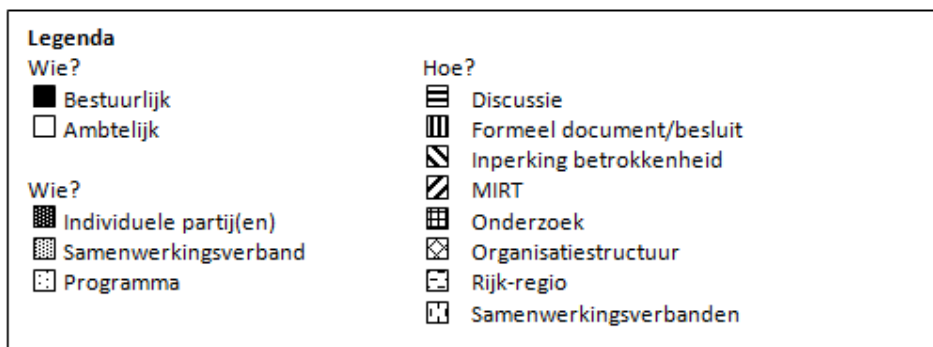 Legenda
Wie?
Bestuurlijk
Ambtelijk
Wie?
Individuele partij(en)
Samenwerkingsverband
Programma
Hoe?
Discussie
Formeel document/besluit
Inperking betrokkenheid
MIRT
Onderzoek
Organisatiestructuur
Rijk-regio
Samenwerkingsverbanden